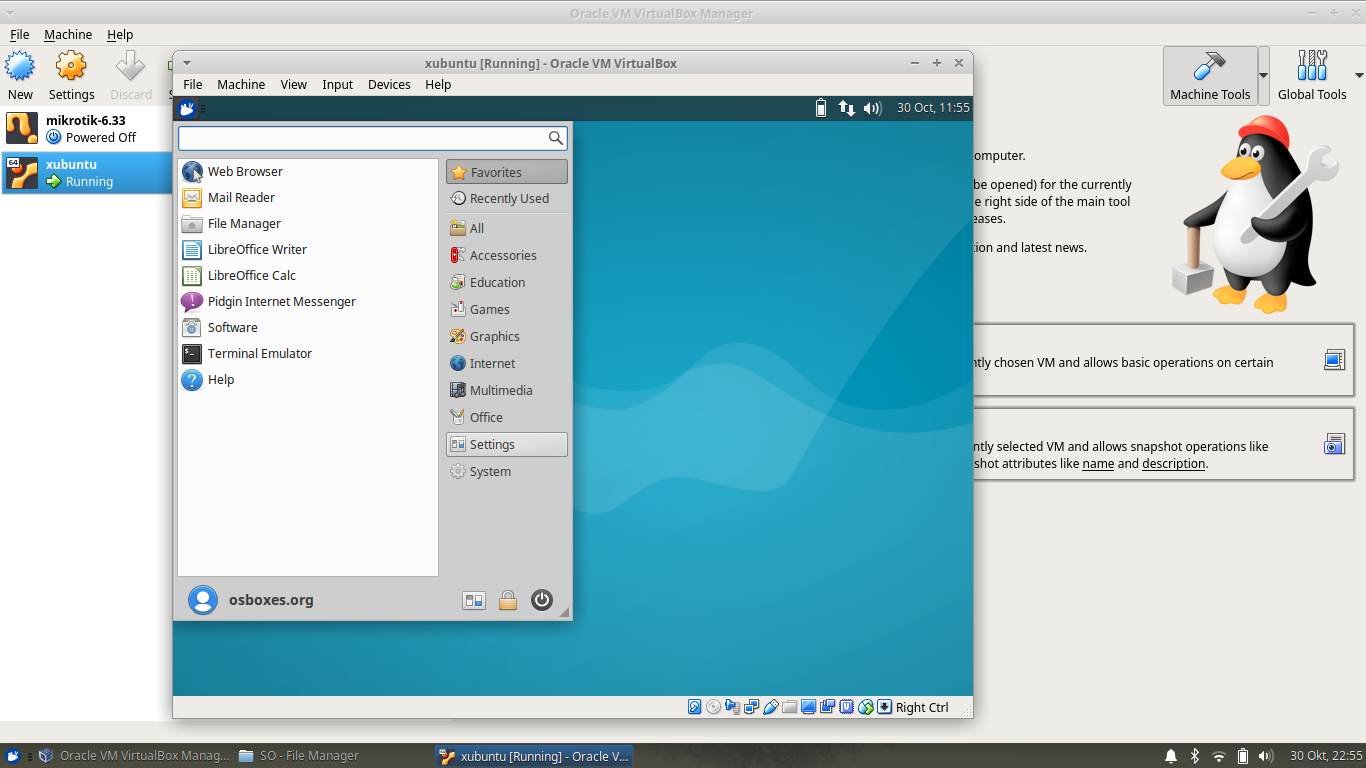 Oracle VM VirtualBox Manager
File Machine Help
New Settings Discard
Machine Tools Global Tools
mikrotik-6.33
Powered Off
64
xubuntu
Running
xubuntu [Running] - Oracle VM VirtualBox
File Machine View Input Devices Help
30 Oct, 11:55
Web Browser
Mail Reader
File Manager
LibreOffice Writer
LibreOffice Calc
Pidgin Internet Messenger
Software
Terminal Emulator
Help
Favorites
Recently Used
All
Accessories
Education
Games
Graphics
Internet
Multimedia
Office
Settings
System
osboxes.org
Right Ctrl
omputer.
be opened) for the currently
e right side of the main tool
eases.
tion and latest news.
ntly chosen VM and allows basic operations on certain
ntly selected VM and allows snapshot operations like
shot attributes like name and description.
Oracle VM VirtualBox Manag... SO - File Manager xubuntu [Running] - Oracle V... 30 Okt, 22:55